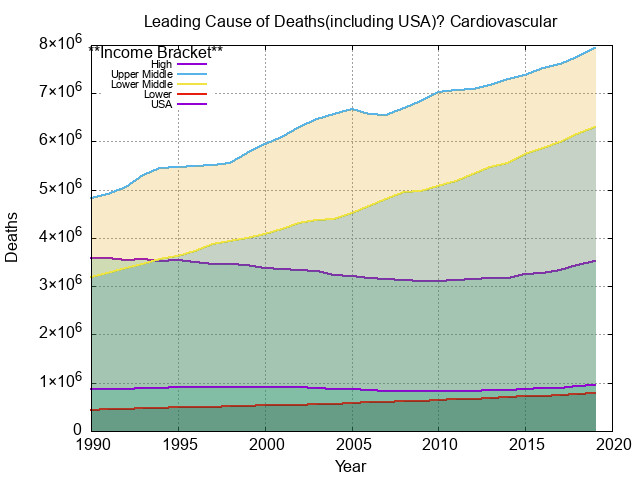 Leading Cause of Deaths(including USA)? Cardiovascular
8×10⁶
7×10⁶
6×10⁶
5×10⁶
4×10⁶
3×10⁶
2×10⁶
1×10⁶
0
Deaths
**Income Bracket**
High
Upper Middle
Lower Middle
Lower
USA
1990 1995 2000 2005 2010 2015 2020
Year